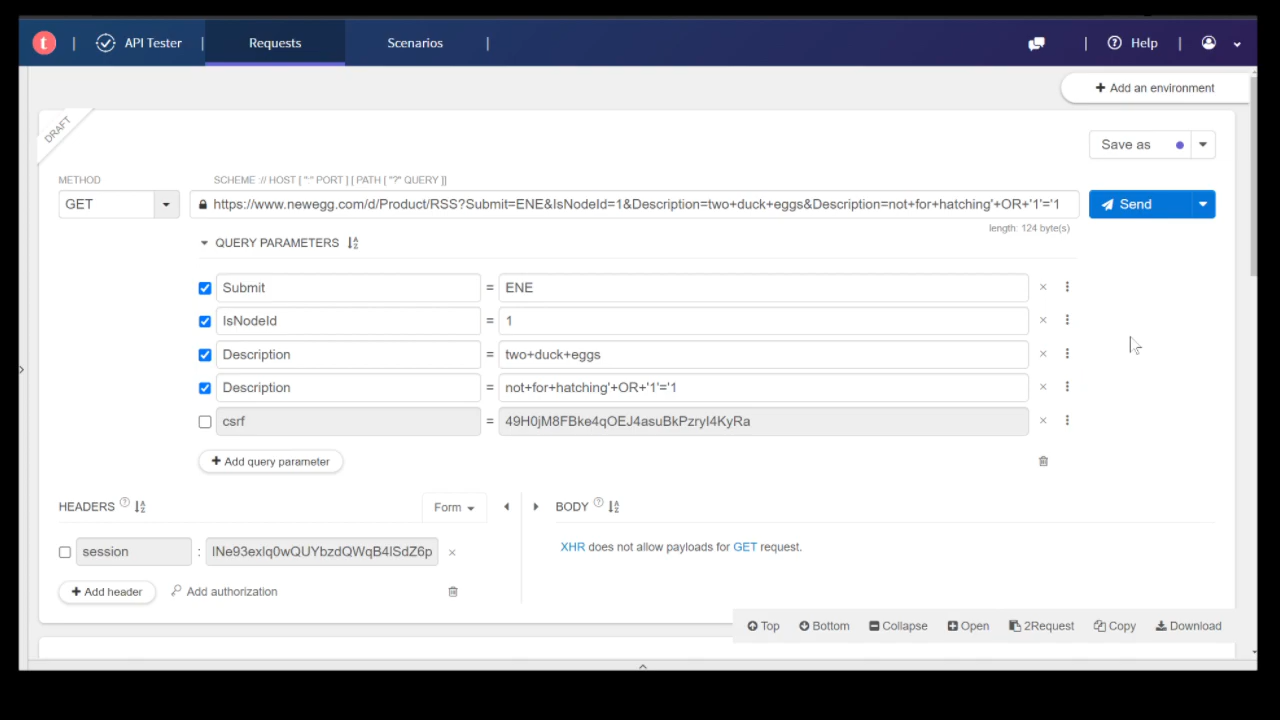 t | API Tester | Requests Scenarios | | Help |
+ Add an environment
DRAFT
Save as
METHOD SCHEME :// HOST [ ":" PORT ] [ PATH [ "?" QUERY ]]
GET https://www.newegg.com/d/Product/RSS?Submit=ENE&IsNodeId=1&Description=two+duck+eggs&Description=not+for+hatching'+OR+'1'='1 Send
length: 124 byte(s)
QUERY PARAMETERS
Submit = ENE ×
IsNodeId = 1 ×
Description = two+duck+eggs ×
Description = not+for+hatching'+OR+'1'='1 ×
csrf = 49H0jM8FBke4qOEJ4asuBkPzryI4KyRa ×
+ Add query parameter
HEADERS ? Form BODY ?
session : lNe93exlq0wQUYbzdQWqB4lSdZ6p ×
XHR does not allow payloads for GET request.
+ Add header Add authorization
Top Bottom Collapse Open 2Request Copy Download